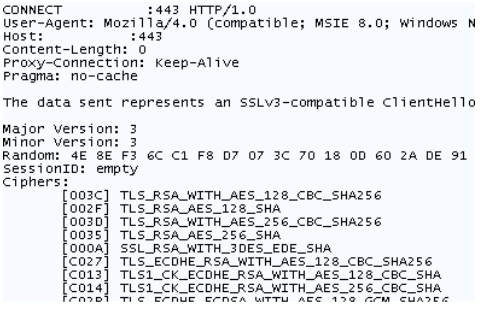 CONNECT :443 HTTP/1.0
User-Agent: Mozilla/4.0 (compatible; MSIE 8.0; Windows N
Host: :443
Content-Length: 0
Proxy-Connection: Keep-Alive
Pragma: no-cache
The data sent represents an SSLv3-compatible ClientHello
Major Version: 3
Minor Version: 3
Random: 4E 8E F3 6C C1 F8 D7 07 3C 70 18 0D 60 2A DE 91
SessionID: empty
Ciphers:
[003C] TLS_RSA_WITH_AES_128_CBC_SHA256
[002F] TLS_RSA_AES_128_SHA
[003D] TLS_RSA_WITH_AES_256_CBC_SHA256
[0035] TLS_RSA_AES_256_SHA
[000A] SSL_RSA_WITH_3DES_EDE_SHA
[C027] TLS_ECDHE_RSA_WITH_AES_128_CBC_SHA256
[C013] TLS1_CK_ECDHE_RSA_WITH_AES_128_CBC_SHA
[C014] TLS1_CK_ECDHE_RSA_WITH_AES_256_CBC_SHA
[C02B] TLS_ECDHE_ECDSA_WITH_AES_128_GCM_SHA256